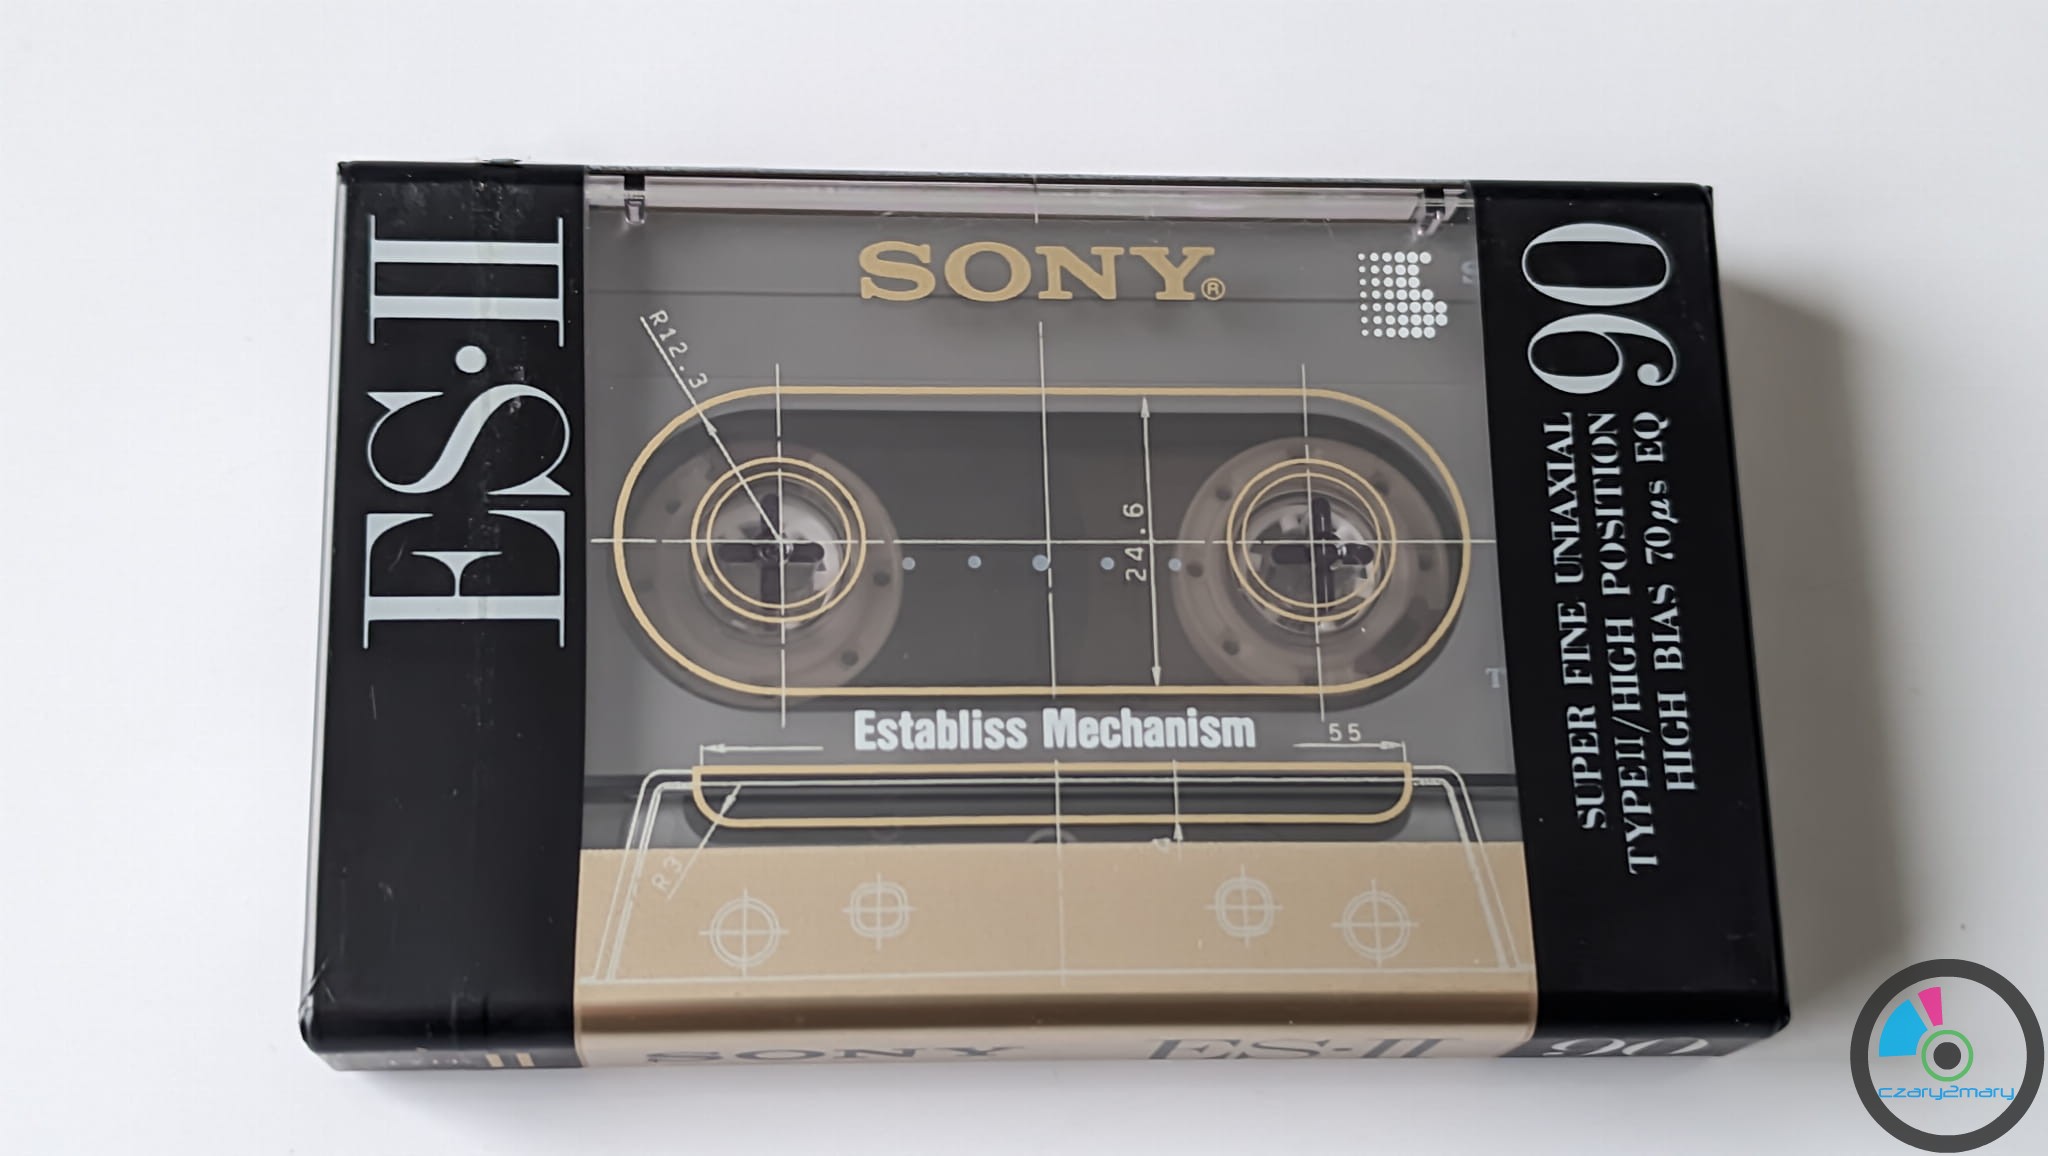 ES·II
SONY®
R12.3
24.6
Establiss Mechanism
55
R3
90
SUPER FINE UNIAXIAL
TYPEII/HIGH POSITION
HIGH BIAS 70µs EQ
II
SONY
ES·II
90
czary2mary